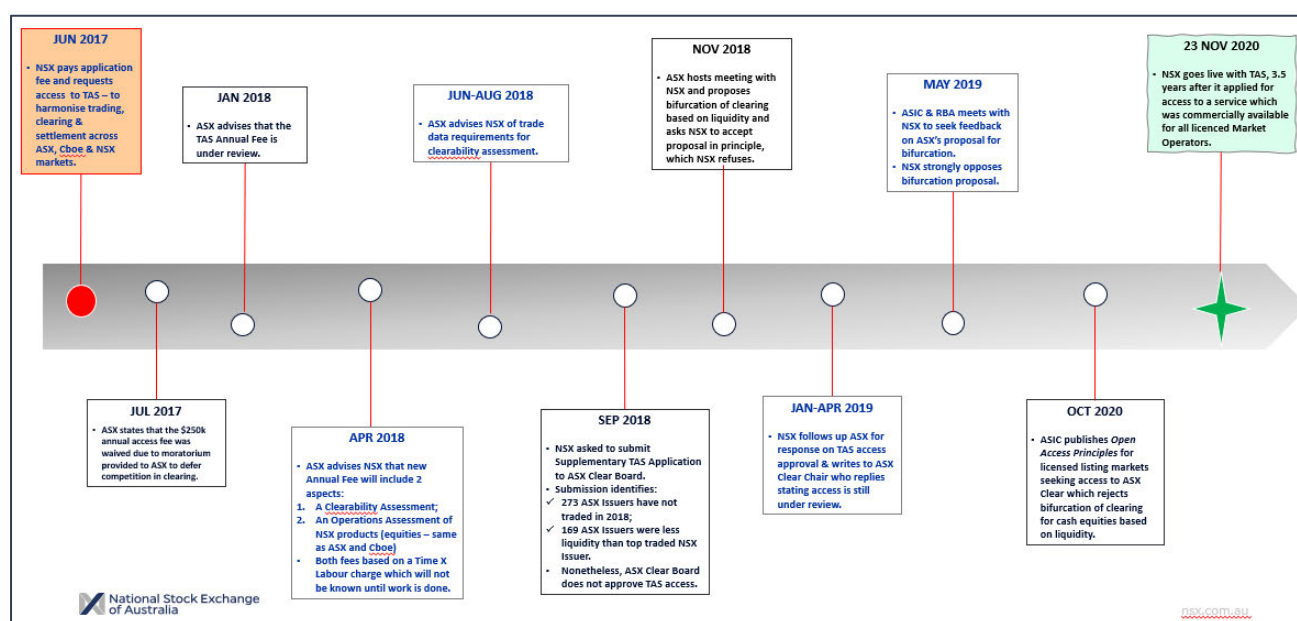 JUN 2017
• NSX pays application
fee and requests
access to TAS – to
harmonise trading,
clearing &
settlement across
ASX, Cboe & NSX
markets.
JUL 2017
• ASX states that the $250k
annual access fee was
waived due to moratorium
provided to ASX to defer
competition in clearing.
JAN 2018
• ASX advises that the
TAS Annual Fee is
under review.
APR 2018
• ASX advises NSX that new
Annual Fee will include 2
aspects:
1. A Clearability Assessment;
2. An Operations Assessment of
NSX products (equities – same
as ASX and Cboe)
• Both fees based on a Time X
Labour charge which will not
be known until work is done.
JUN-AUG 2018
• ASX advises NSX of trade
data requirements for
clearability assessment.
SEP 2018
• NSX asked to submit
Supplementary TAS Application
to ASX Clear Board.
• Submission identifies:
✓ 273 ASX Issuers have not
traded in 2018;
✓ 169 ASX Issuers were less
liquidity than top traded NSX
Issuer.
• Nonetheless, ASX Clear Board
does not approve TAS access.
NOV 2018
• ASX hosts meeting with
NSX and proposes
bifurcation of clearing
based on liquidity and
asks NSX to accept
proposal in principle,
which NSX refuses.
JAN-APR 2019
• NSX follows up ASX for
response on TAS access
approval & writes to ASX
Clear Chair who replies
stating access is still
under review.
MAY 2019
• ASIC & RBA meets with
NSX to seek feedback
on ASX's proposal for
bifurcation.
• NSX strongly opposes
bifurcation proposal.
OCT 2020
• ASIC publishes Open
Access Principles for
licensed listing markets
seeking access to ASX
Clear which rejects
bifurcation of clearing
for cash equities based
on liquidity.
23 NOV 2020
• NSX goes live with TAS, 3.5
years after it applied for
access to a service which
was commercially available
for all licenced Market
Operators.
National Stock Exchange
of Australia
nsx.com.au